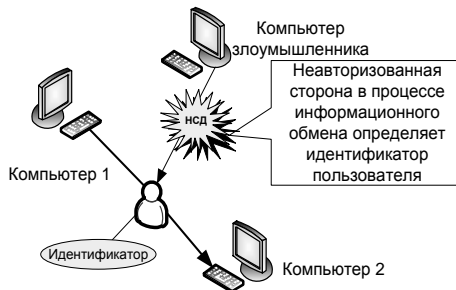 Компьютер
злоумышленника
НСД
Неавторизованная
сторона в процессе
информационного
обмена определяет
идентификатор
пользователя
Компьютер 1
Идентификатор
Компьютер 2